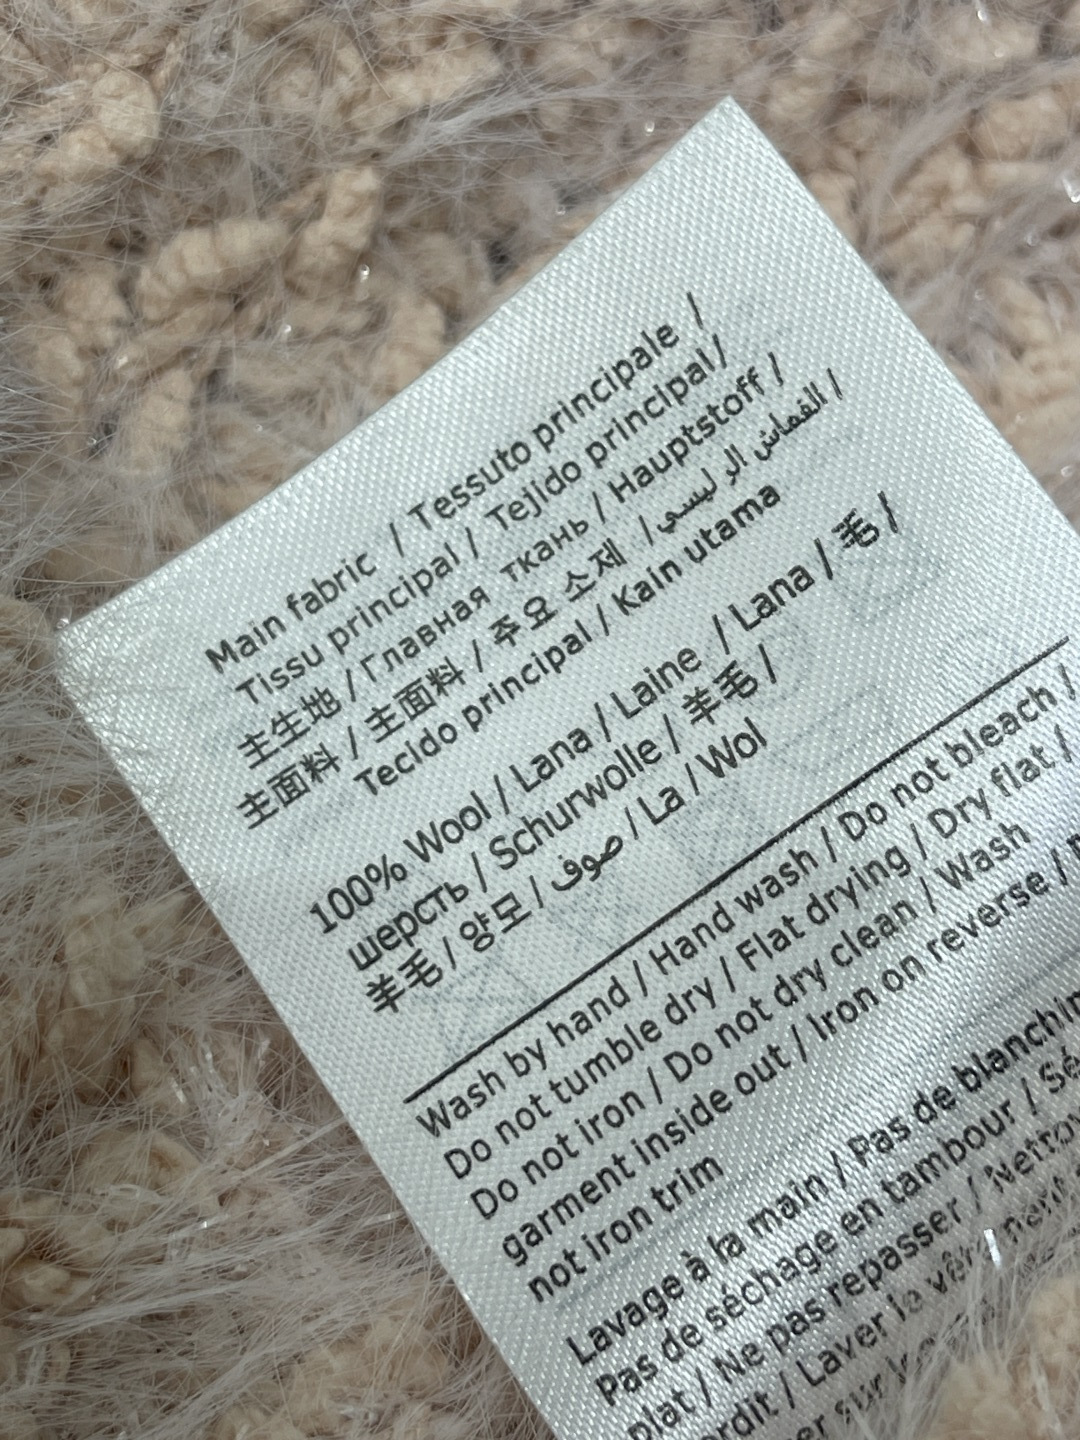 Main fabric / Tessuto principale /
Tissu principal / Tejido principal /
主生地 / Главная ткань / Hauptstoff /
主面料 / 主面料 / 주요 소제 / القماش الرئيسي /
Tecido principal / Kain utama
100% Wool / Lana / Laine / Lana / 毛 /
шерсть / Schurwolle / 羊毛 /
羊毛 / 양모 / صوف / La / Wol
Wash by hand / Hand wash / Do not bleach /
Do not tumble dry / Flat drying / Dry flat /
Do not iron / Do not dry clean / Wash
garment inside out / Iron on reverse /
not iron trim
Lavage à la main / Pas de
Pas de séchage en tambour /
plat / Ne pas repasser /
/ Laver le